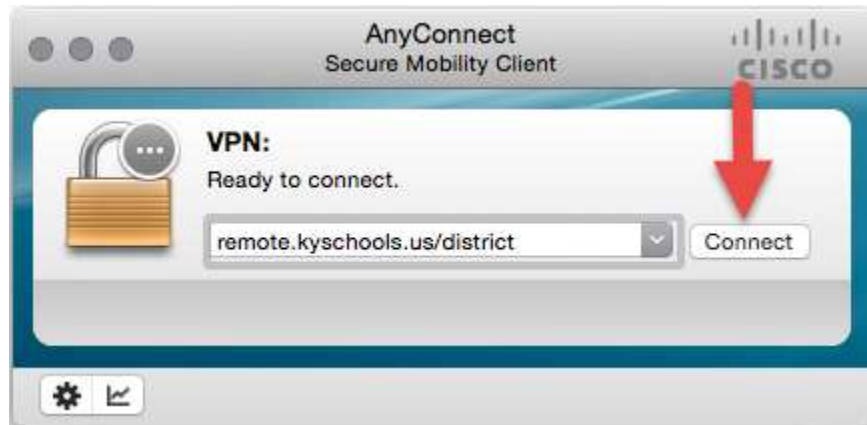 AnyConnect
Secure Mobility Client
CISCO
VPN:
Ready to connect.
remote.kyschools.us/district
Connect